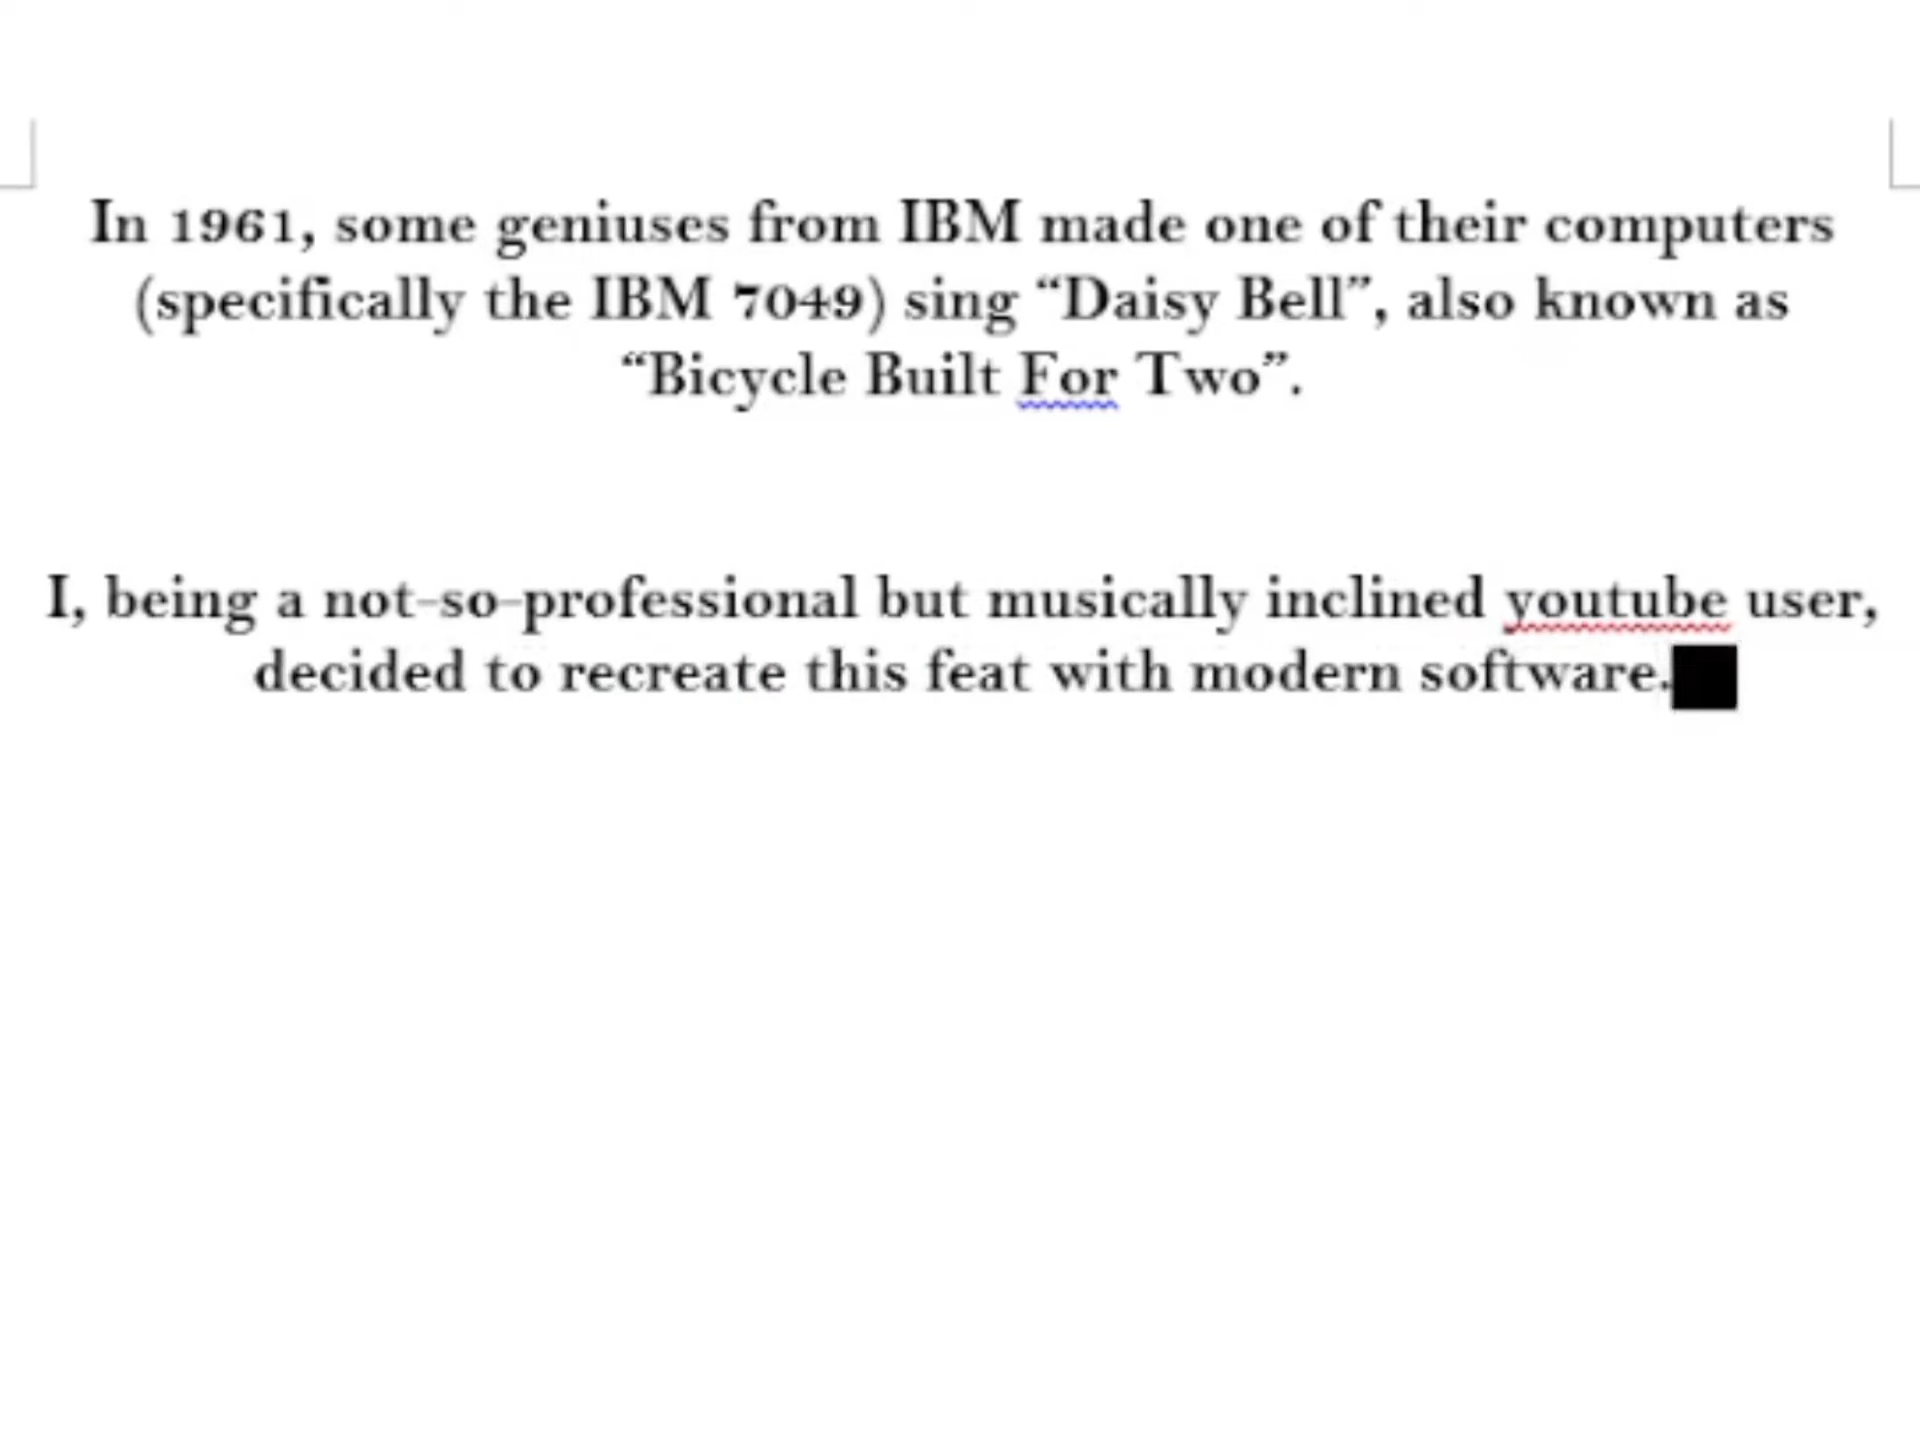 In 1961, some geniuses from IBM made one of their computers
(specifically the IBM 7049) sing “Daisy Bell”, also known as
“Bicycle Built For Two”.
I, being a not-so-professional but musically inclined youtube user,
decided to recreate this feat with modern software.